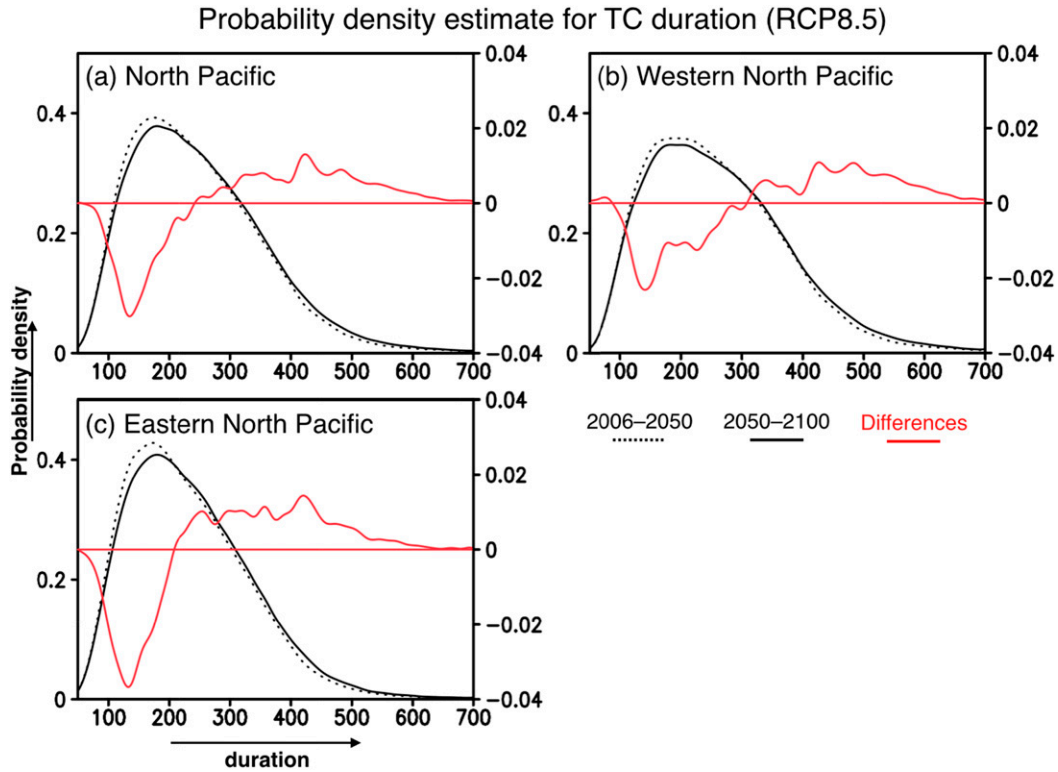 Probability density estimate for TC duration (RCP8.5)
(a) North Pacific
0.4
0.2
0
0.04
0.02
0
−0.02
−0.04
100 200 300 400 500 600 700
(b) Western North Pacific
0.4
0.2
0
0.04
0.02
0
−0.02
−0.04
100 200 300 400 500 600 700
(c) Eastern North Pacific
0.4
0.2
0
0.04
0.02
0
−0.02
−0.04
100 200 300 400 500 600 700
2006–2050 2050–2100 Differences
Probability density
duration